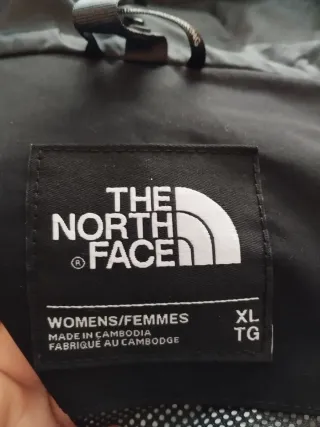 THE
NORTH
® FACE
WOMENS/FEMMES XL
MADE IN CAMBODIA TG
FABRIQUÉ AU CAMBODGE